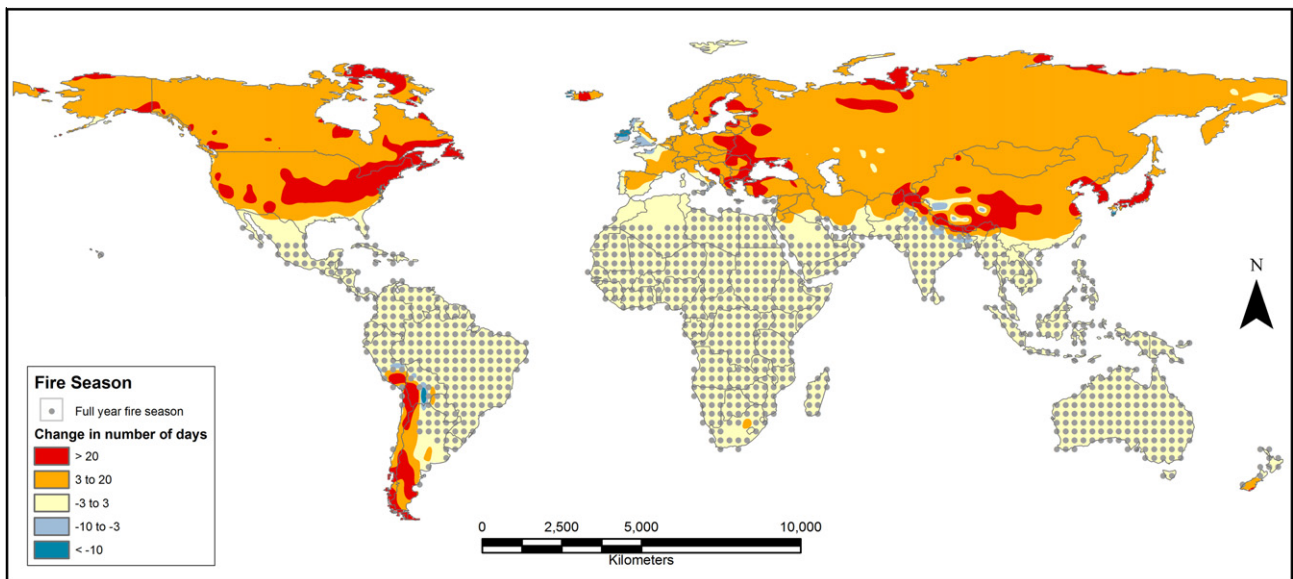 N
Fire Season
Full year fire season
Change in number of days
> 20
3 to 20
-3 to 3
-10 to -3
< -10
0 2,500 5,000 10,000
Kilometers